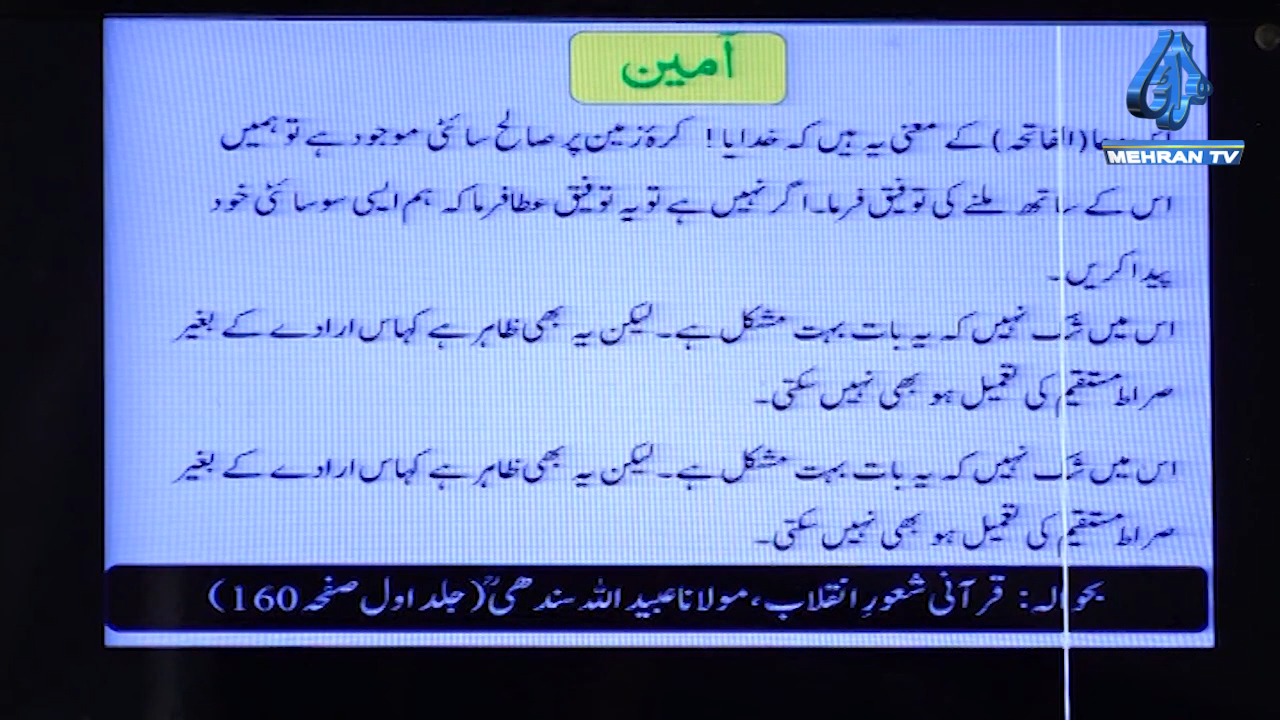 آمین
MEHRAN TV
(الفاتحہ) کے معنی یہ ہیں کہ خدایا! کرۂ زمین پر صالح سائٹی موجود ہے تو ہمیں
اس کے ساتھ ملنے کی توفیق فرما۔ اگر نہیں ہے تو یہ توفیق عطا فرما کہ ہم ایسی سوسائٹی خود
پیدا کریں۔
اس میں شک نہیں کہ یہ بات بہت مشکل ہے۔ لیکن یہ بھی ظاہر ہے کہاس ارادے کے بغیر
صراط مستقیم کی تعمیل ہو بھی نہیں سکتی۔
اس میں شک نہیں کہ یہ بات بہت مشکل ہے۔ لیکن یہ بھی ظاہر ہے کہاس ارادے کے بغیر
صراط مستقیم کی تعمیل ہو بھی نہیں سکتی۔
بحوالہ: قرآنی شعورِ انقلاب، مولانا عبید اللہ سندھیؒ (جلد اول صفحہ 160)